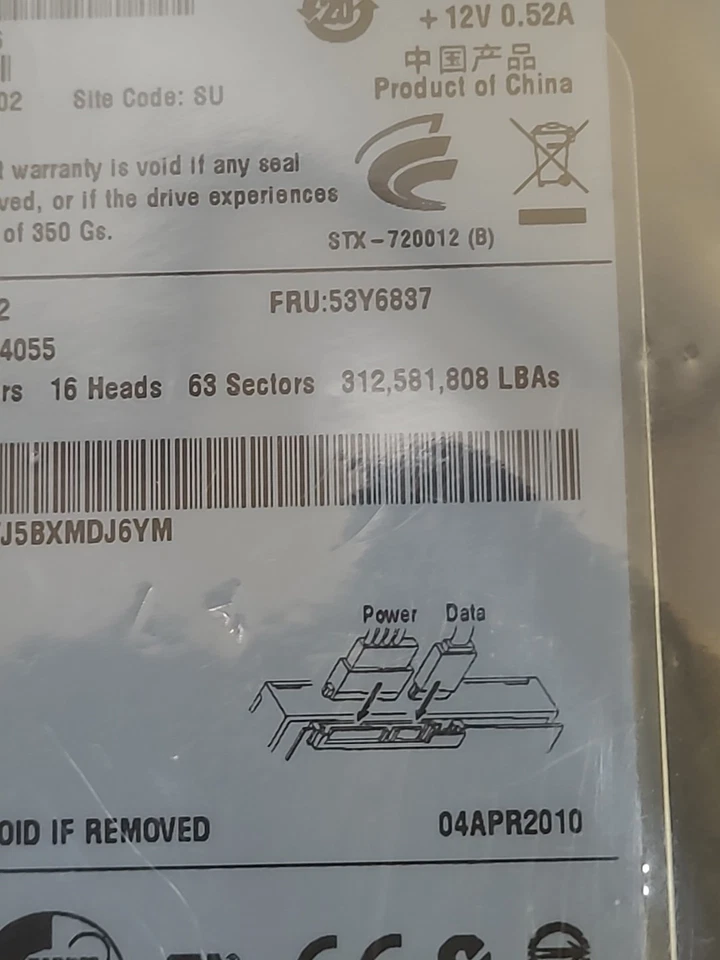 +12V 0.52A
中国产品
Product of China
02 Site Code: SU
warranty is void if any seal
ved, or if the drive experiences
of 350 Gs.
STX-720012 (B)
2 FRU:53Y6837
4055
rs 16 Heads 63 Sectors 312,581,808 LBAs
J5BXMDJ6YM
Power Data
OID IF REMOVED 04APR2010